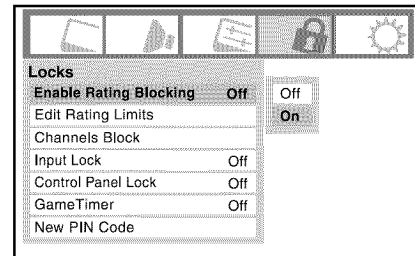 Locks
Enable Rating Blocking Off
Off
Edit Rating Limits
On
Channels Block
Input Lock Off
Control Panel Lock Off
GameTimer Off
New PIN Code